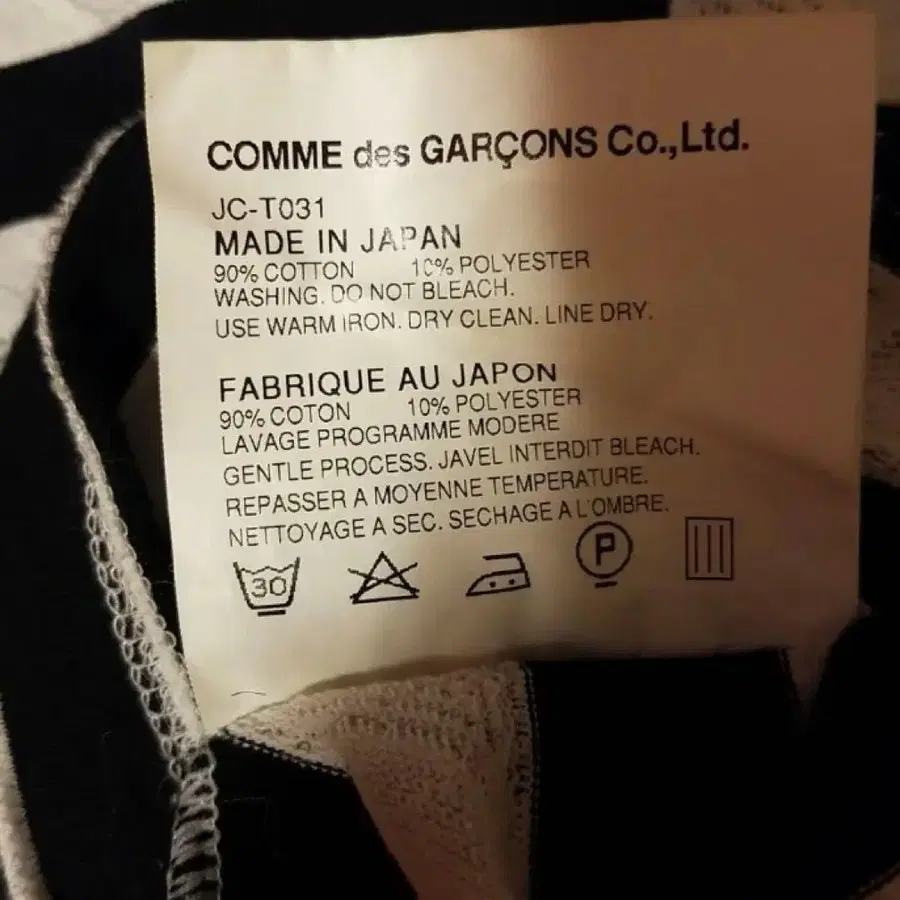 COMME des GARÇONS Co.,Ltd.
JC-T031
MADE IN JAPAN
90% COTTON 10% POLYESTER
WASHING. DO NOT BLEACH.
USE WARM IRON. DRY CLEAN. LINE DRY.
FABRIQUE AU JAPON
90% COTON 10% POLYESTER
LAVAGE PROGRAMME MODERE
GENTLE PROCESS. JAVEL INTERDIT BLEACH.
REPASSER A MOYENNE TEMPERATURE.
NETTOYAGE A SEC. SECHAGE A L'OMBRE.
30 P